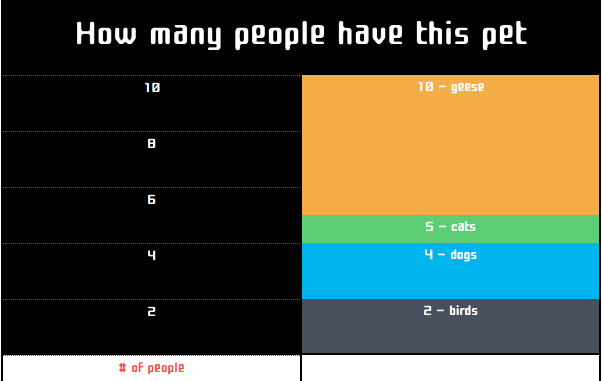 How many people have this pet
10
10 - geese
8
6
5 - cats
4
4 - dogs
2
2 - birds
# of people